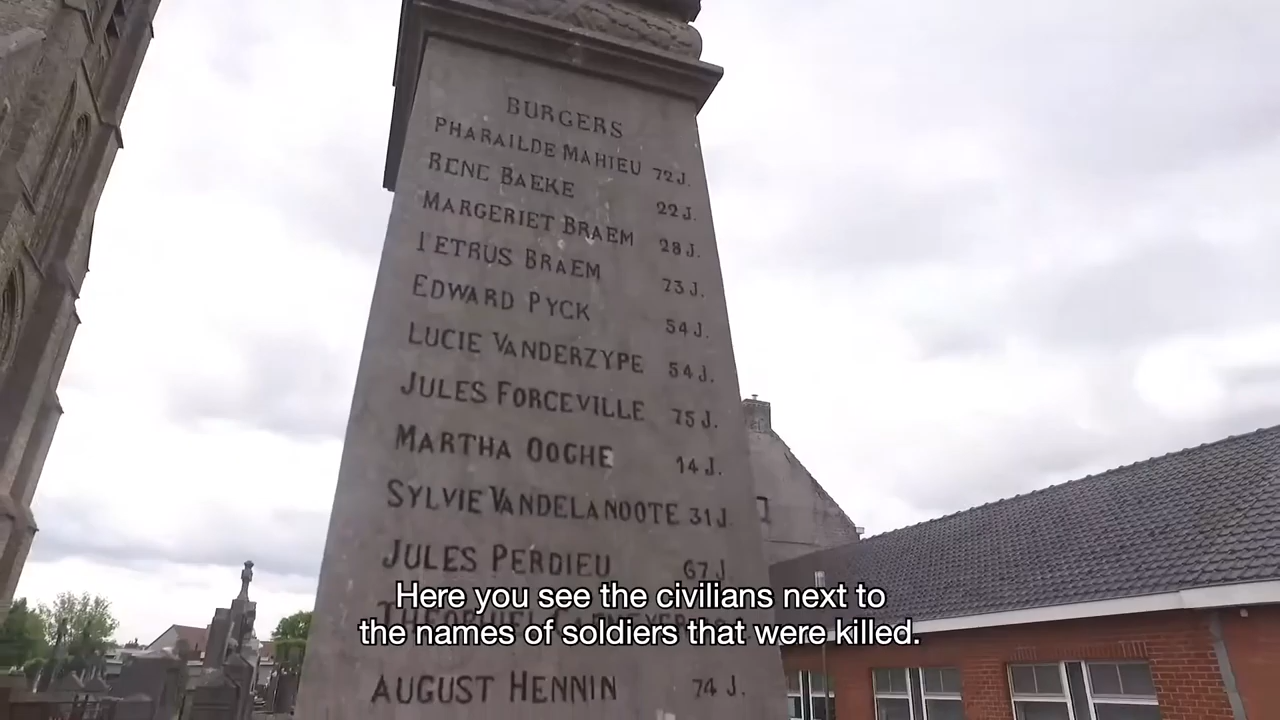 BURGERS
PHARAILDE MAHIEU 72 J.
RENE BAEKE 22 J.
MARGERIET BRAEM 28 J.
PETRUS BRAEM 73 J.
EDWARD PYCK 54 J.
LUCIE VANDERZYPE 54 J.
JULES FORCEVILLE 75 J.
MARTHA OOGHE 14 J.
SYLVIE VANDELANOOTE 31 J.
JULES PERDIEU 67 J.
AUGUST HENNIN 74 J.
Here you see the civilians next to
the names of soldiers that were killed.